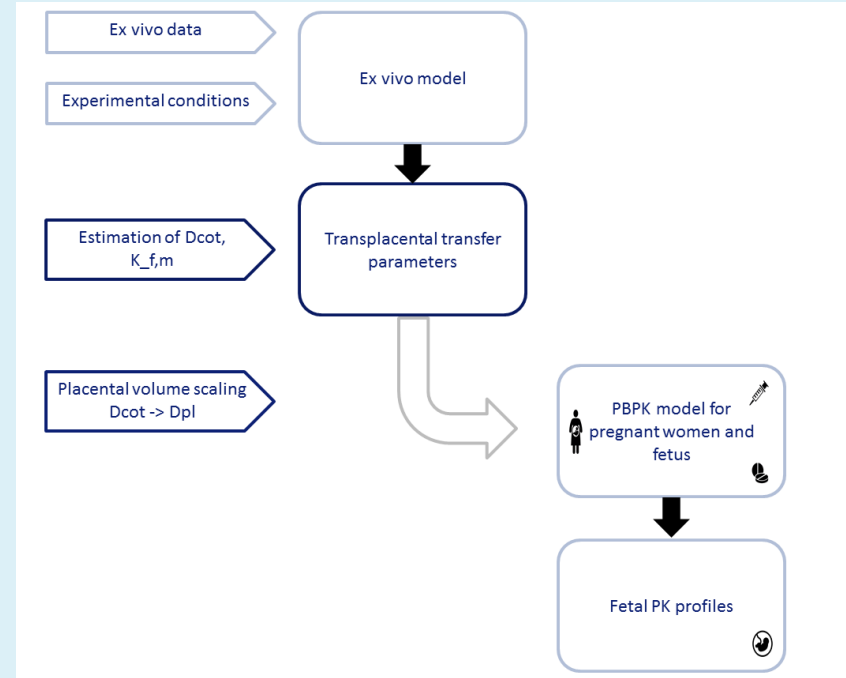 Ex vivo data
Ex vivo model
Experimental conditions
Estimation of Dcot,
K_f,m
Transplacental transfer
parameters
Placental volume scaling
Dcot -> Dpl
PBPK model for
pregnant women and
fetus
Fetal PK profiles